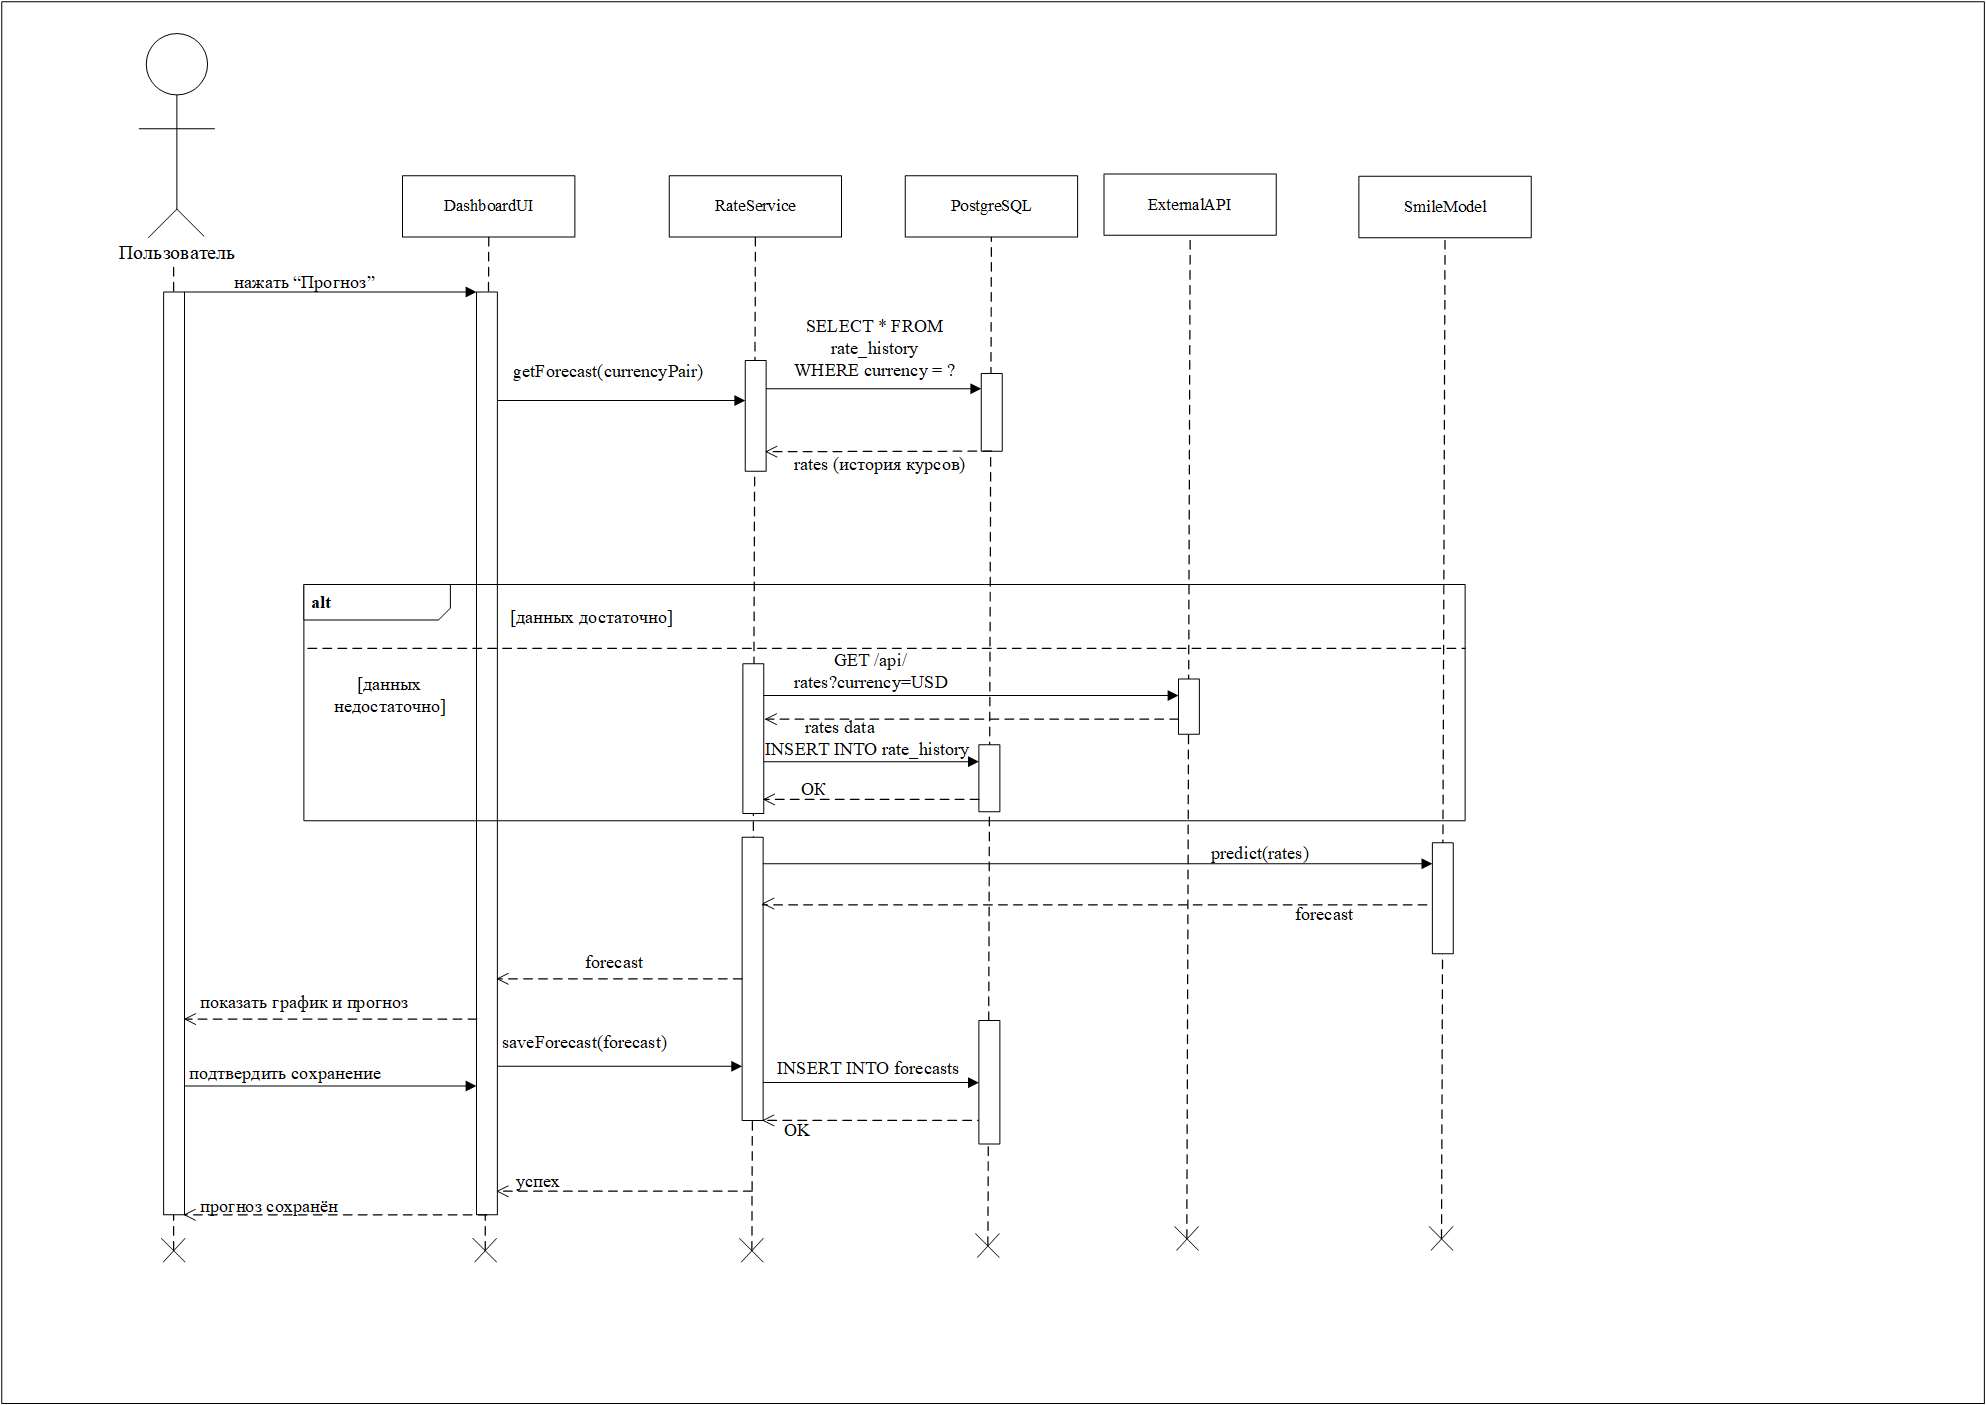 Пользователь
DashboardUI
RateService
PostgreSQL
ExternalAPI
SmileModel
нажать “Прогноз”
SELECT * FROM
rate_history
WHERE currency = ?
getForecast(currencyPair)
rates (история курсов)
alt
[данных достаточно]
[данных
недостаточно]
GET /api/
rates?currency=USD
rates data
INSERT INTO rate_history
OK
predict(rates)
forecast
forecast
показать график и прогноз
saveForecast(forecast)
подтвердить сохранение
INSERT INTO forecasts
OK
успех
прогноз сохранён